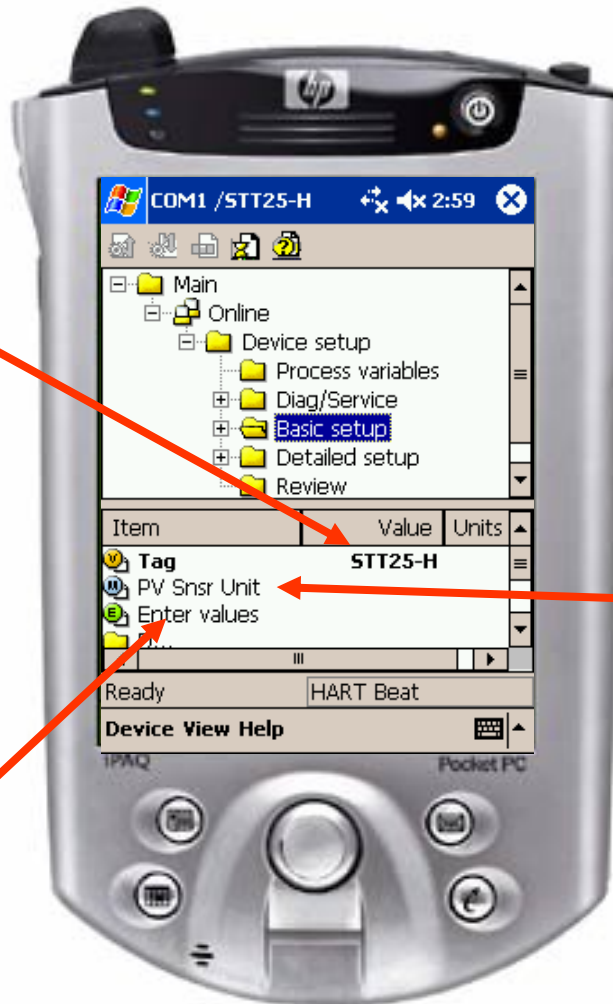 hp
COM1 /STT25-H 2:59
Main
Online
Device setup
Process variables
Diag/Service
Basic setup
Detailed setup
Review
Item Value Units
V Tag STT25-H
M PV Snsr Unit
E Enter values
Ready HART Beat
Device View Help
iPAQ Pocket PC